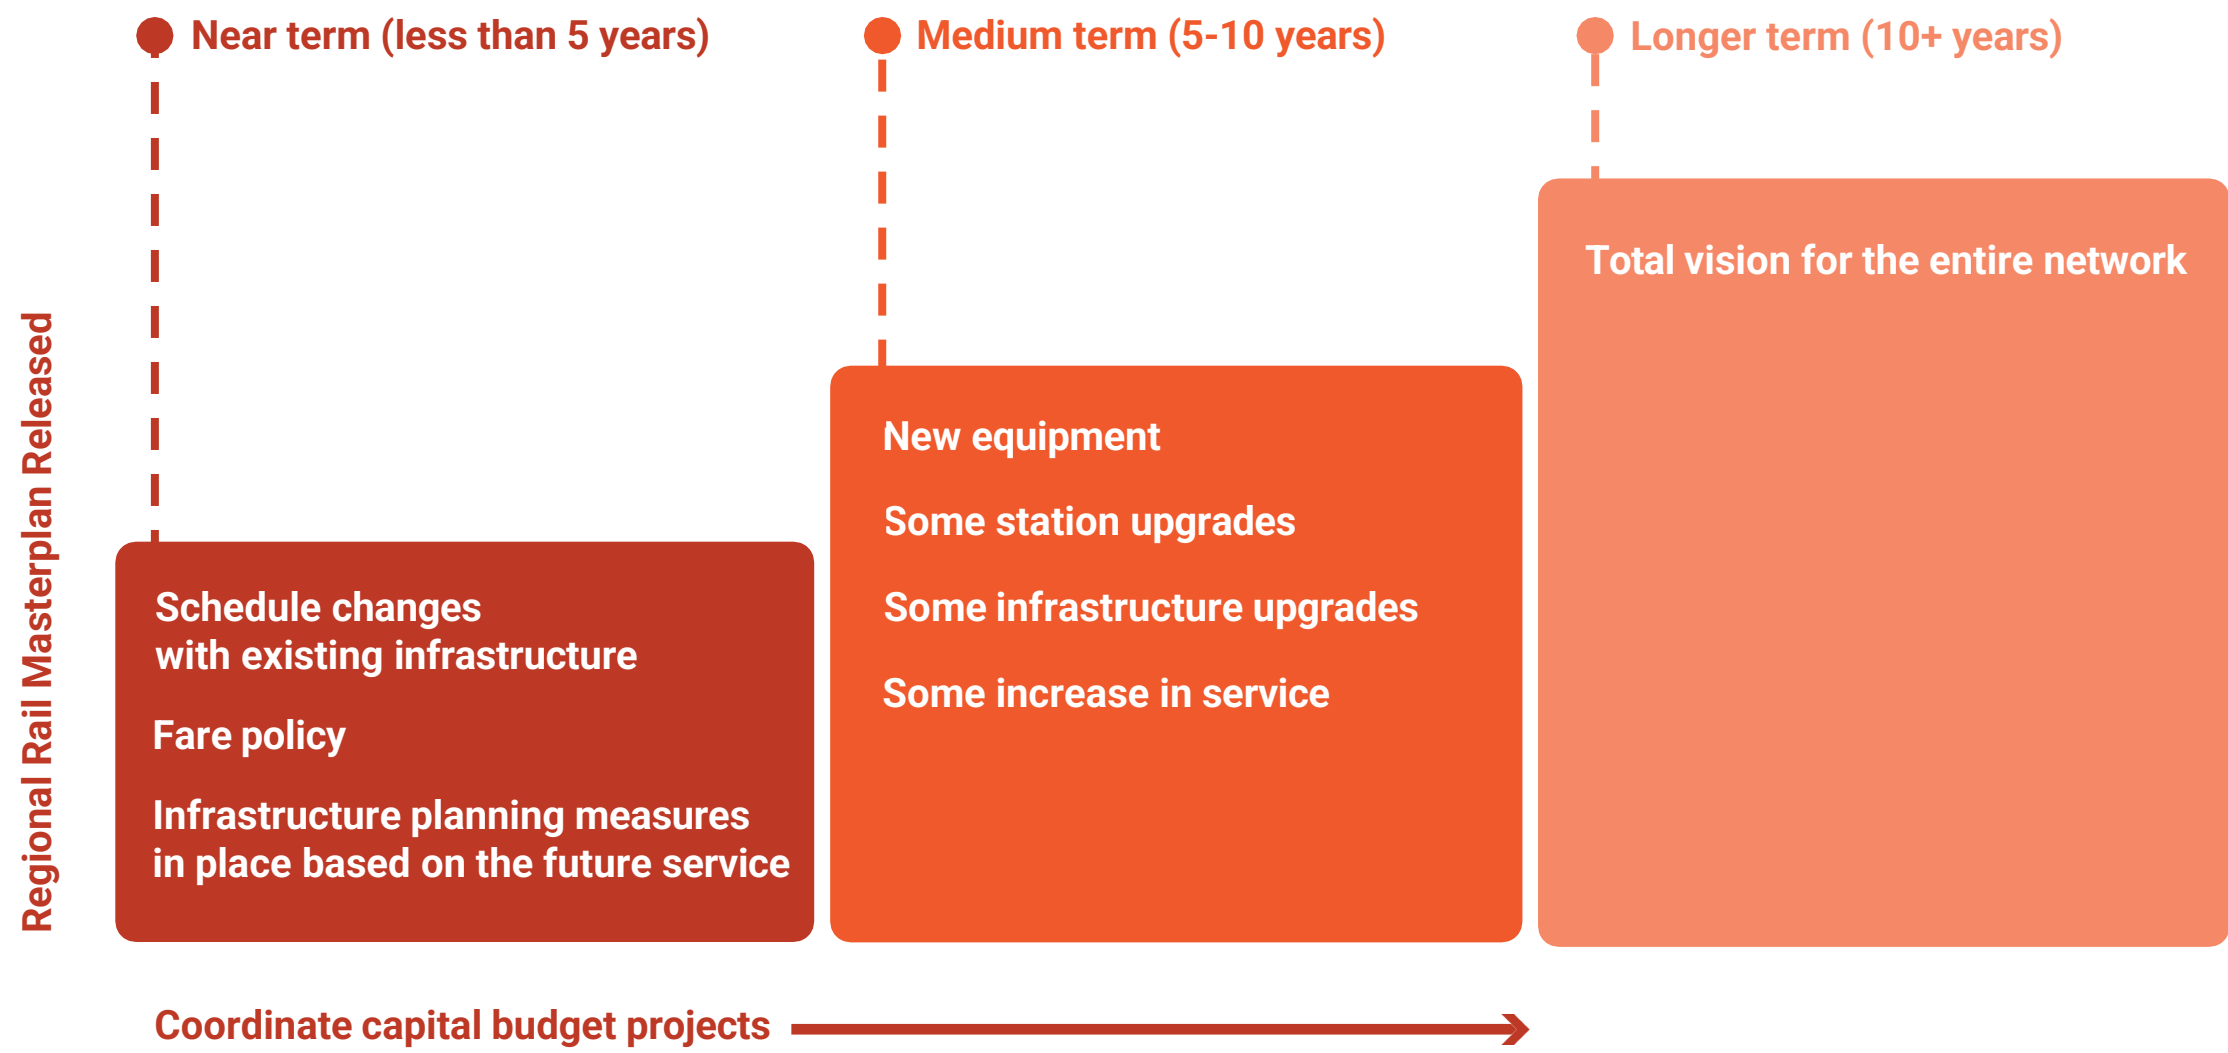 Near term (less than 5 years)
Medium term (5-10 years)
Longer term (10+ years)
Regional Rail Masterplan Released
Schedule changes
with existing infrastructure
Fare policy
Infrastructure planning measures
in place based on the future service
New equipment
Some station upgrades
Some infrastructure upgrades
Some increase in service
Total vision for the entire network
Coordinate capital budget projects